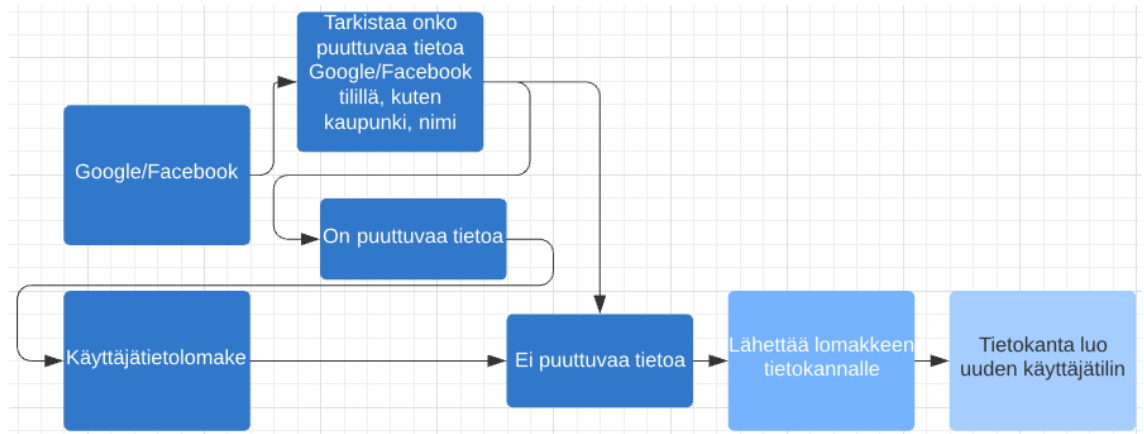 Tarkistaa onko
puuttuvaa tietoa
Google/Facebook
tilillä, kuten
kaupunki, nimi
Google/Facebook
On puuttuvaa tietoa
Käyttäjätietolomake
Ei puuttuvaa tietoa
Lähettää lomakkeen
tietokannalle
Tietokanta luo
uuden käyttäjätilin